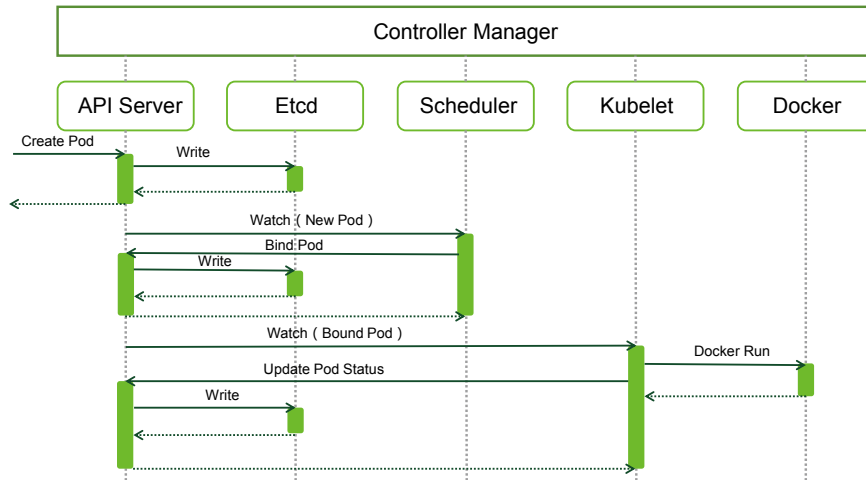 Controller Manager
API Server
Etcd
Scheduler
Kubelet
Docker
Create Pod
Write
Watch ( New Pod )
Bind Pod
Write
Watch ( Bound Pod )
Docker Run
Update Pod Status
Write